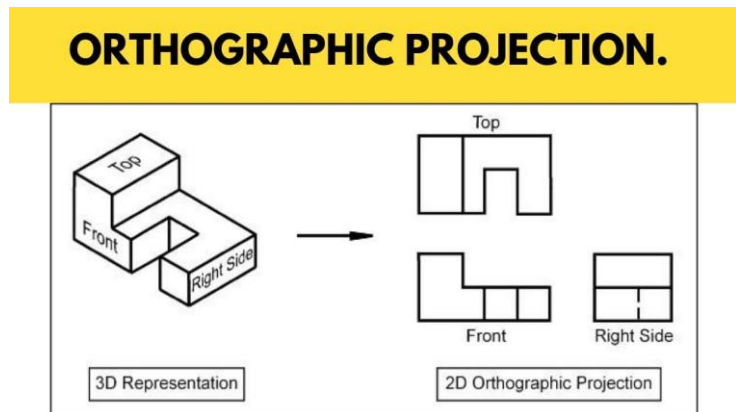 ORTHOGRAPHIC PROJECTION.
Top
Top
Front
Right Side
Front
Right Side
3D Representation
2D Orthographic Projection